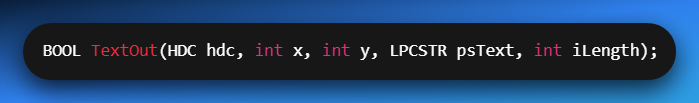 BOOL TextOut(HDC hdc, int x, int y, LPCSTR psText, int iLength);